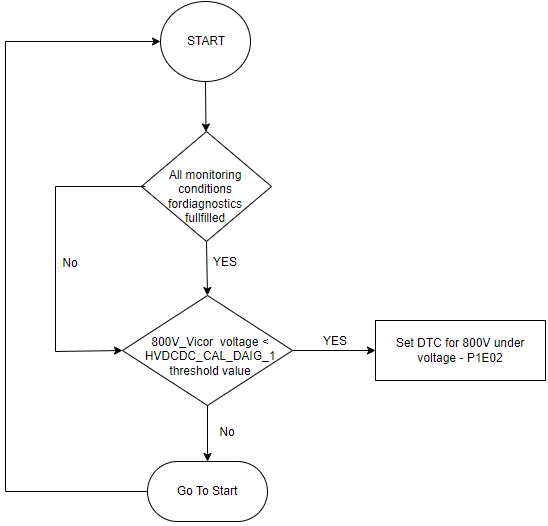 START
All monitoring
conditions
fordiagnostics
fullfilled
No
YES
800V_Vicor voltage <
HVDCDC_CAL_DAIG_1
threshold value
YES
Set DTC for 800V under
voltage - P1E02
No
Go To Start